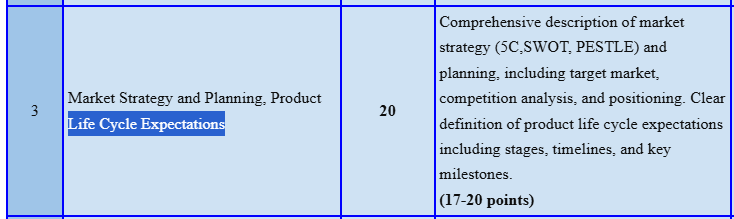 3
Market Strategy and Planning, Product
Life Cycle Expectations
20
Comprehensive description of market
strategy (5C,SWOT, PESTLE) and
planning, including target market,
competition analysis, and positioning. Clear
definition of product life cycle expectations
including stages, timelines, and key
milestones.
(17-20 points)